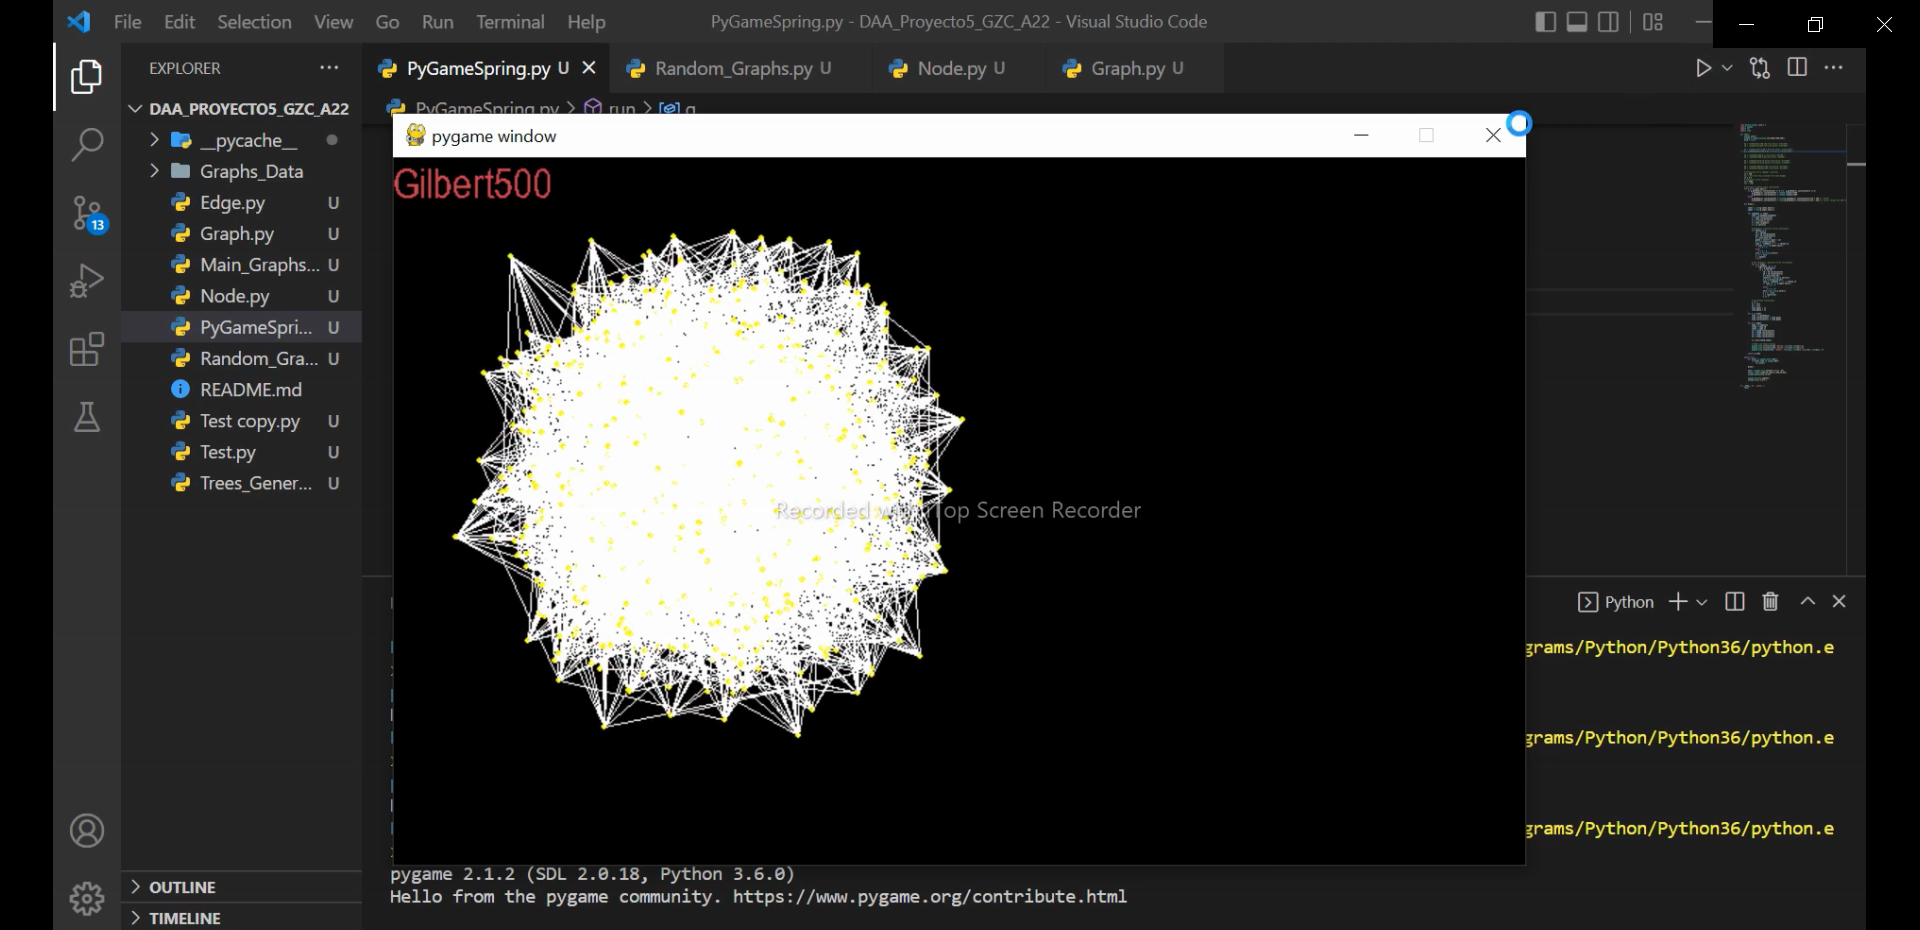 File Edit Selection View Go Run Terminal Help PyGameSpring.py - DAA_Proyecto5_GZC_A22 - Visual Studio Code
EXPLORER ... PyGameSpring.py U Random_Graphs.py U Node.py U Graph.py U
PyGameSpring.py > run >
DAA_PROYECTO5_GZC_A22
__pycache__
Graphs_Data
Edge.py U
Graph.py U
Main_Graphs... U
Node.py U
PyGameSpri... U
Random_Gra... U
README.md
Test copy.py U
Test.py U
Trees_Gener... U
13
OUTLINE
TIMELINE
pygame window
Gilbert500
Recorded Top Screen Recorder
Python
grams/Python/Python36/python.e
grams/Python/Python36/python.e
grams/Python/Python36/python.e
pygame 2.1.2 (SDL 2.0.18, Python 3.6.0)
Hello from the pygame community. https://www.pygame.org/contribute.html